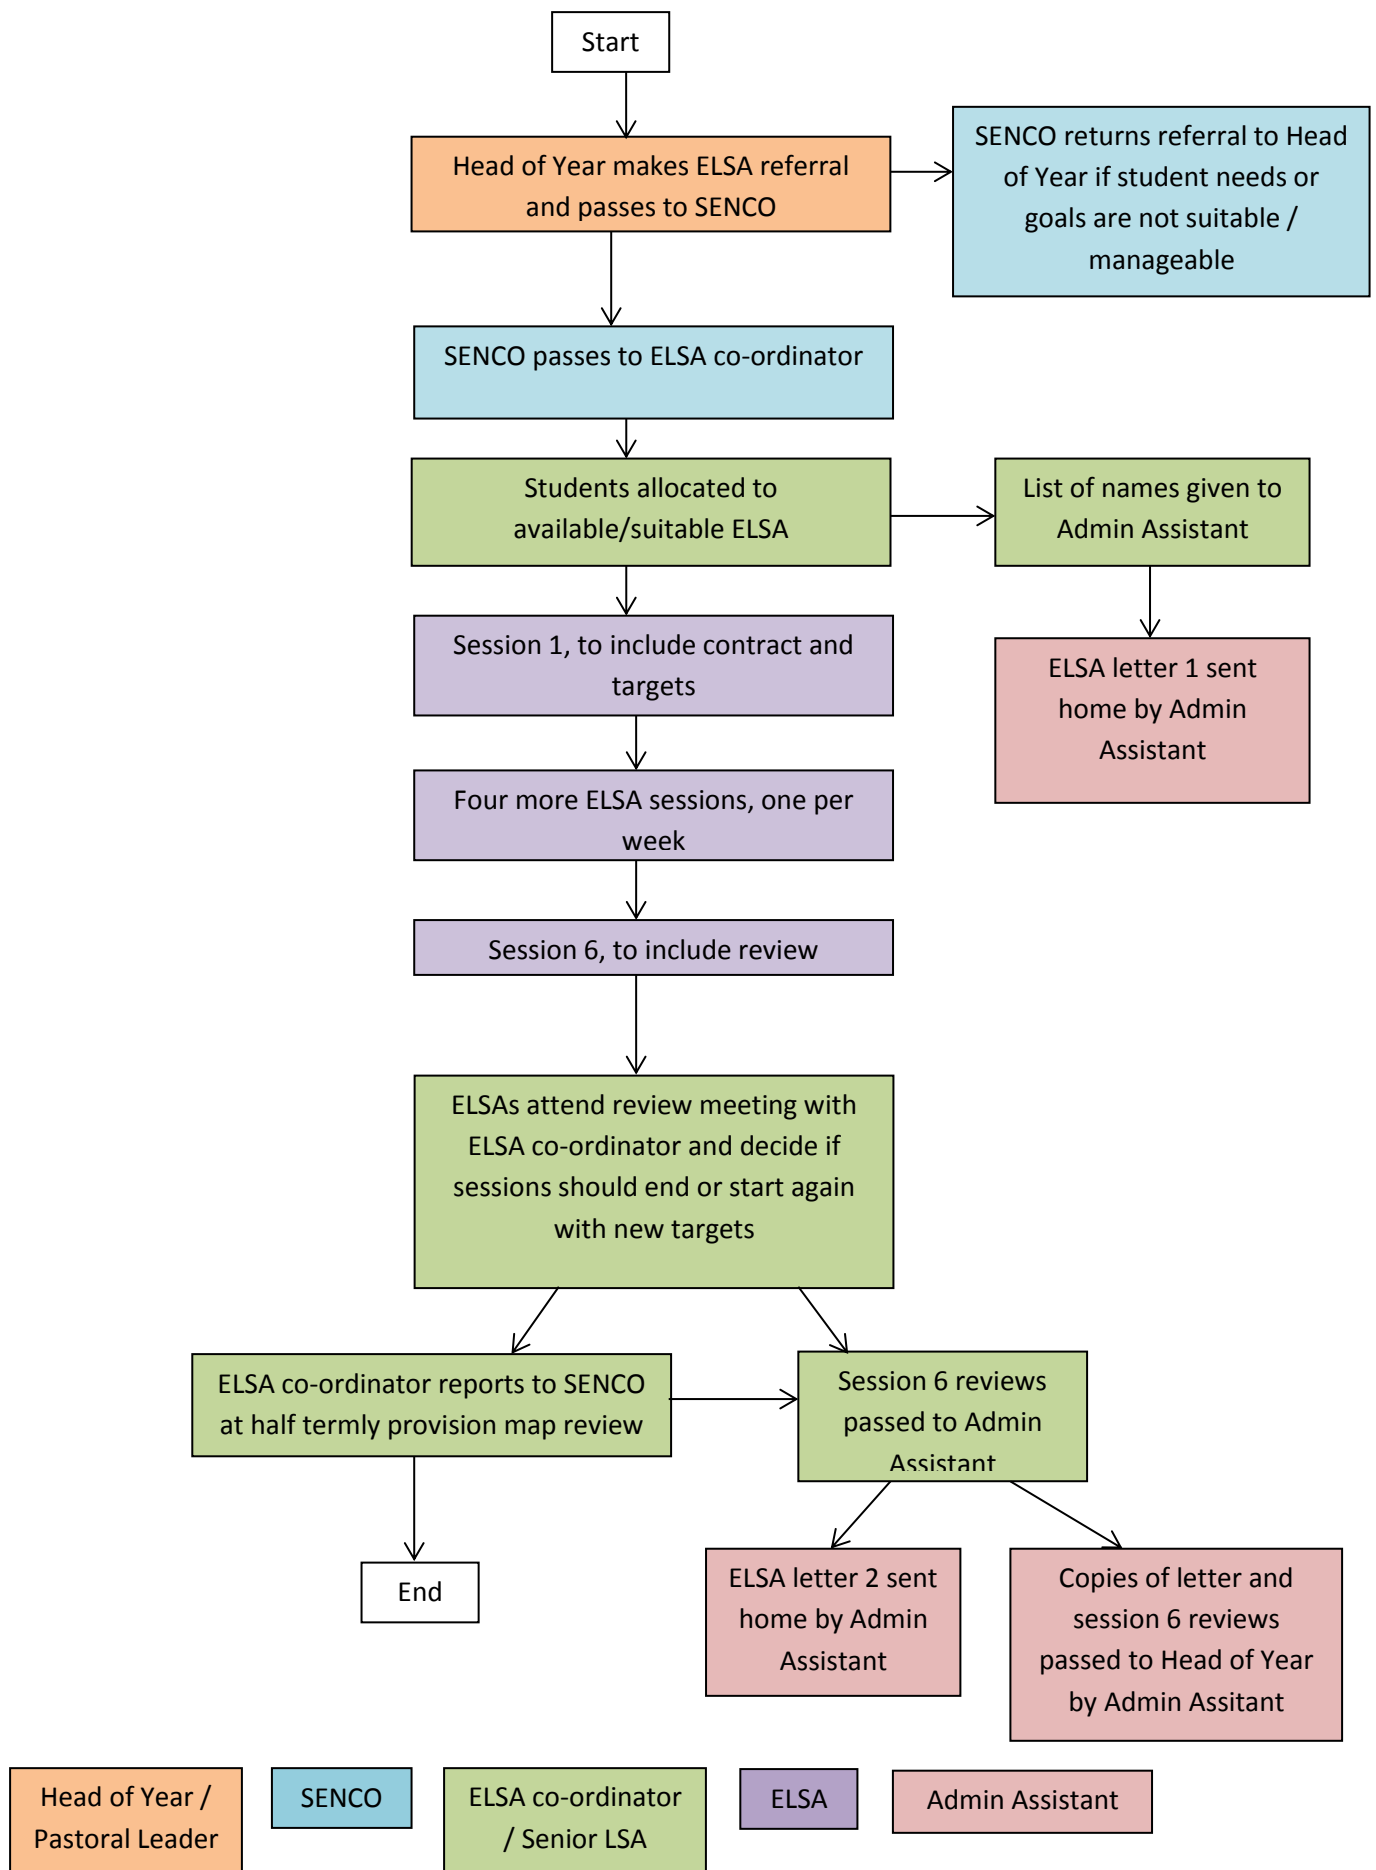 Start
Head of Year makes ELSA referral
and passes to SENCO
SENCO returns referral to Head
of Year if student needs or
goals are not suitable /
manageable
SENCO passes to ELSA co-ordinator
Students allocated to
available/suitable ELSA
List of names given to
Admin Assistant
Session 1, to include contract and
targets
ELSA letter 1 sent
home by Admin
Assistant
Four more ELSA sessions, one per
week
Session 6, to include review
ELSAs attend review meeting with
ELSA co-ordinator and decide if
sessions should end or start again
with new targets
ELSA co-ordinator reports to SENCO
at half termly provision map review
Session 6 reviews
passed to Admin
Assistant
End
ELSA letter 2 sent
home by Admin
Assistant
Copies of letter and
session 6 reviews
passed to Head of Year
by Admin Assitant
Head of Year /
Pastoral Leader
SENCO
ELSA co-ordinator
/ Senior LSA
ELSA
Admin Assistant